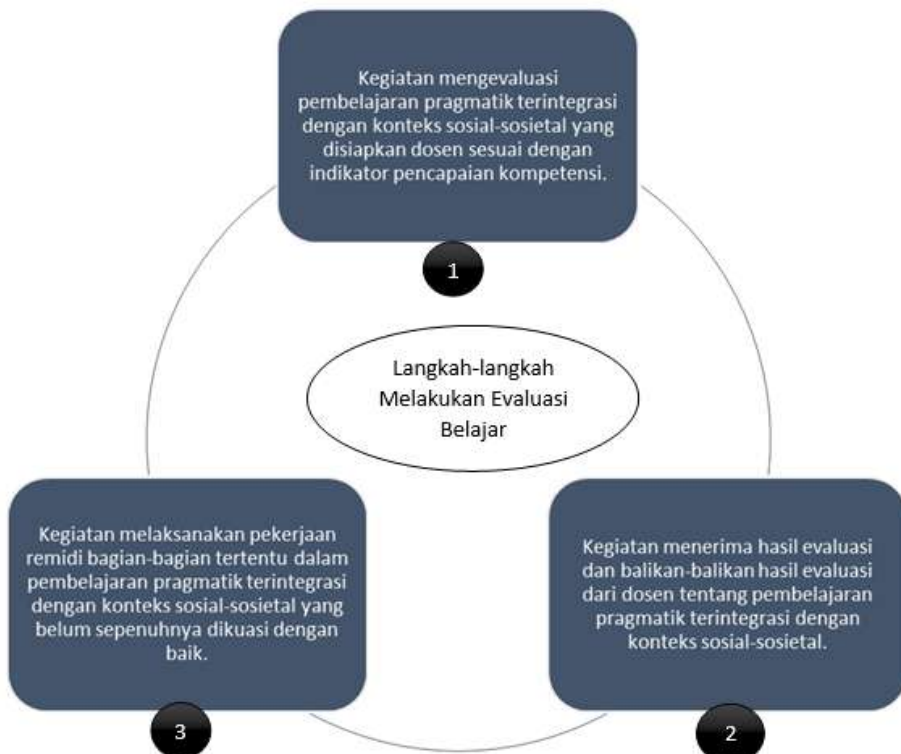 Kegiatan mengevaluasi
pembelajaran pragmatik terintegrasi
dengan konteks sosial-sosietal yang
disiapkan dosen sesuai dengan
indikator pencapaian kompetensi.
1
Langkah-langkah
Melakukan Evaluasi
Belajar
Kegiatan menerima hasil evaluasi
dan balikan-balikan hasil evaluasi
dari dosen tentang pembelajaran
pragmatik terintegrasi dengan
konteks sosial-sosietal.
2
Kegiatan melaksanakan pekerjaan
remidi bagian-bagian tertentu dalam
pembelajaran pragmatik terintegrasi
dengan konteks sosial-sosietal yang
belum sepenuhnya dikuasi dengan
baik.
3